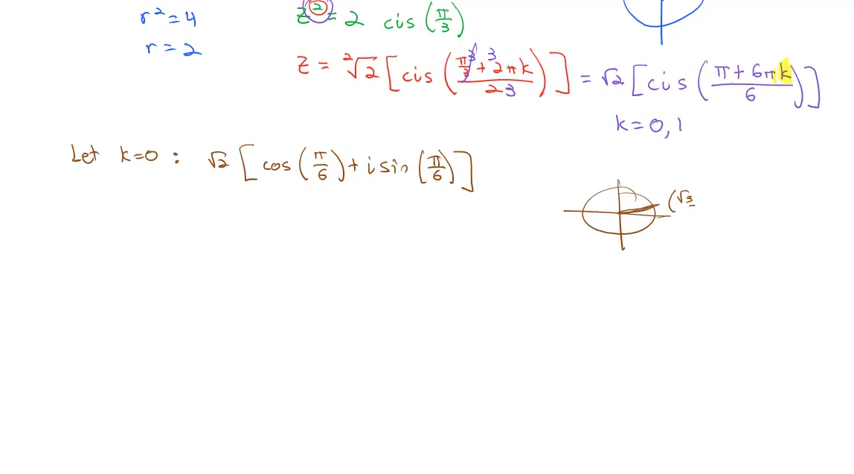 r² = 4
r = 2
z² = 2 cis (π/3)
z = ²√2 [ cis ( (π/3 + 2πk) / 2 ) ] = √2 [ cis ( (π + 6πk) / 6 ) ]
k = 0, 1
Let k=0 : √2 [ cos (π/6) + i sin (π/6) ]
(√3